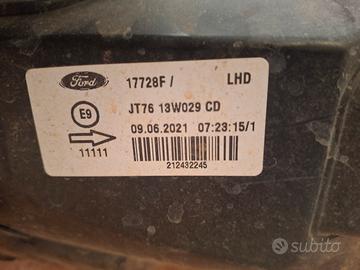 Ford 17728F / LHD
E9 JT76 13W029 CD
09.06.2021 07:23:15/1
11111
212432245
subito